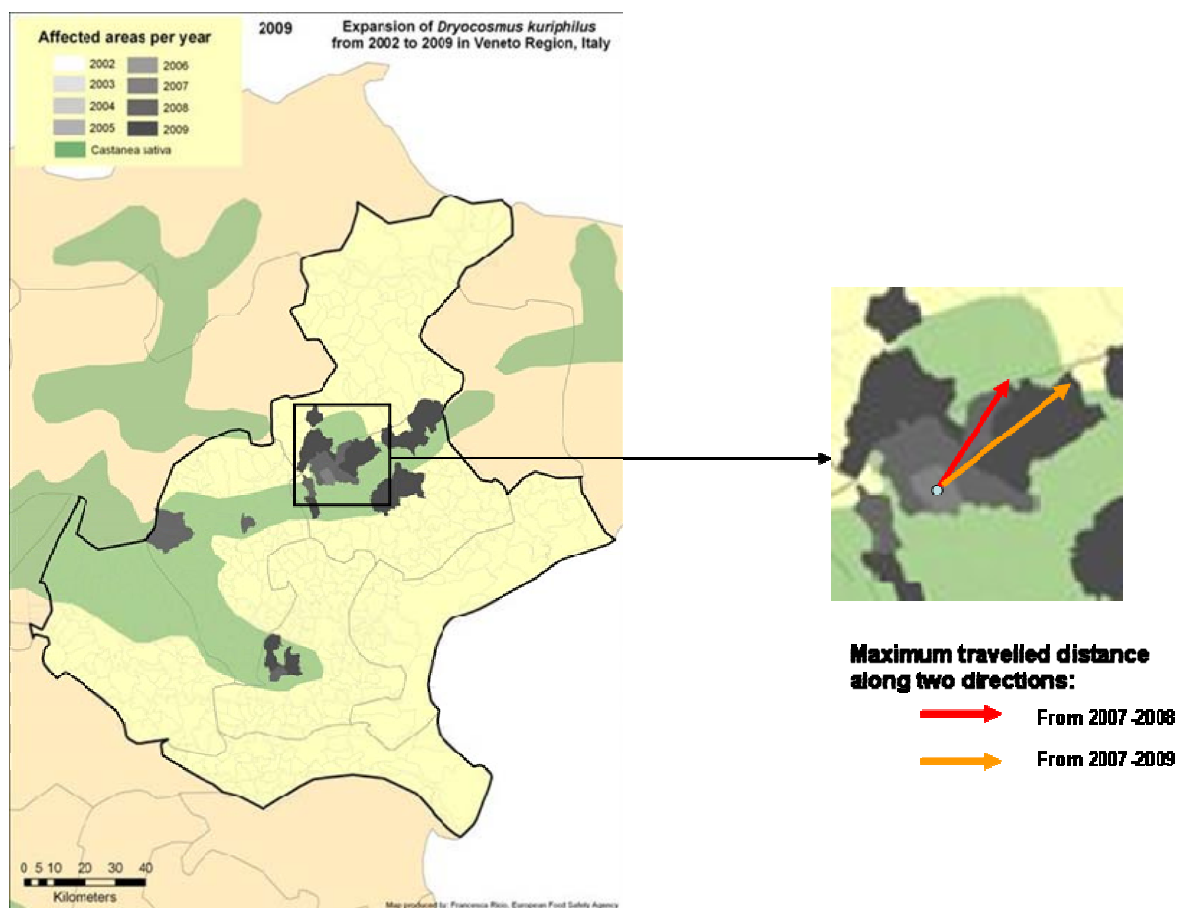 2009
Expansion of Dryocosmus kuriphilus
from 2002 to 2009 in Veneto Region, Italy
Affected areas per year
2002 2006
2003 2007
2004 2008
2005 2009
Castanea sativa
Maximum travelled distance
along two directions:
From 2007-2008
From 2007-2009
0 5 10 20 30 40
Kilometers
Map produced by: Francesca Riolo, European Food Safety Agency